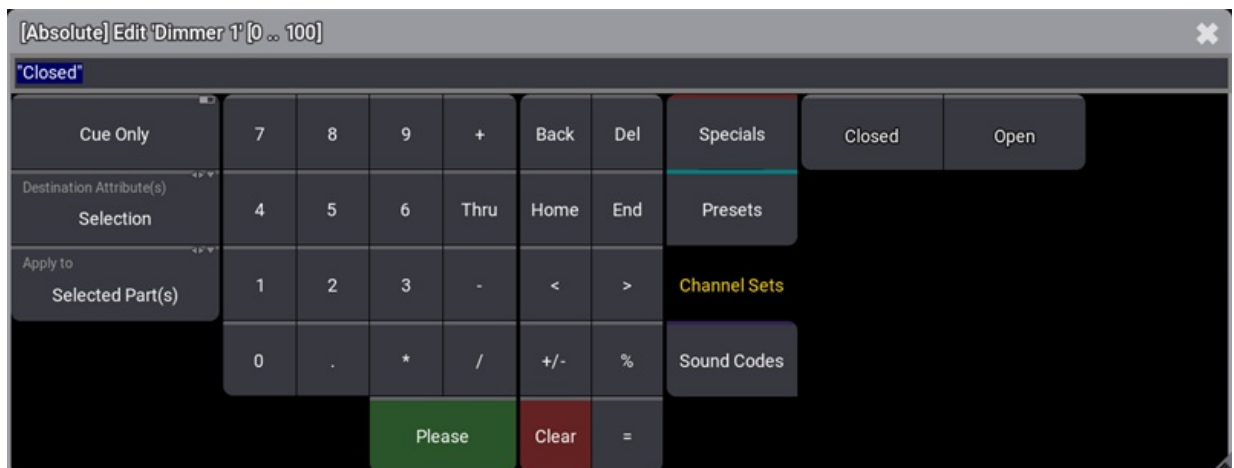 [Absolute] Edit 'Dimmer 1' [0 .. 100]
"Closed"
Cue Only 7 8 9 + Back Del Specials Closed Open
Destination Attribute(s)
Selection 4 5 6 Thru Home End Presets
Apply to
Selected Part(s) 1 2 3 - < > Channel Sets
0 . * / +/- % Sound Codes
Please Clear =